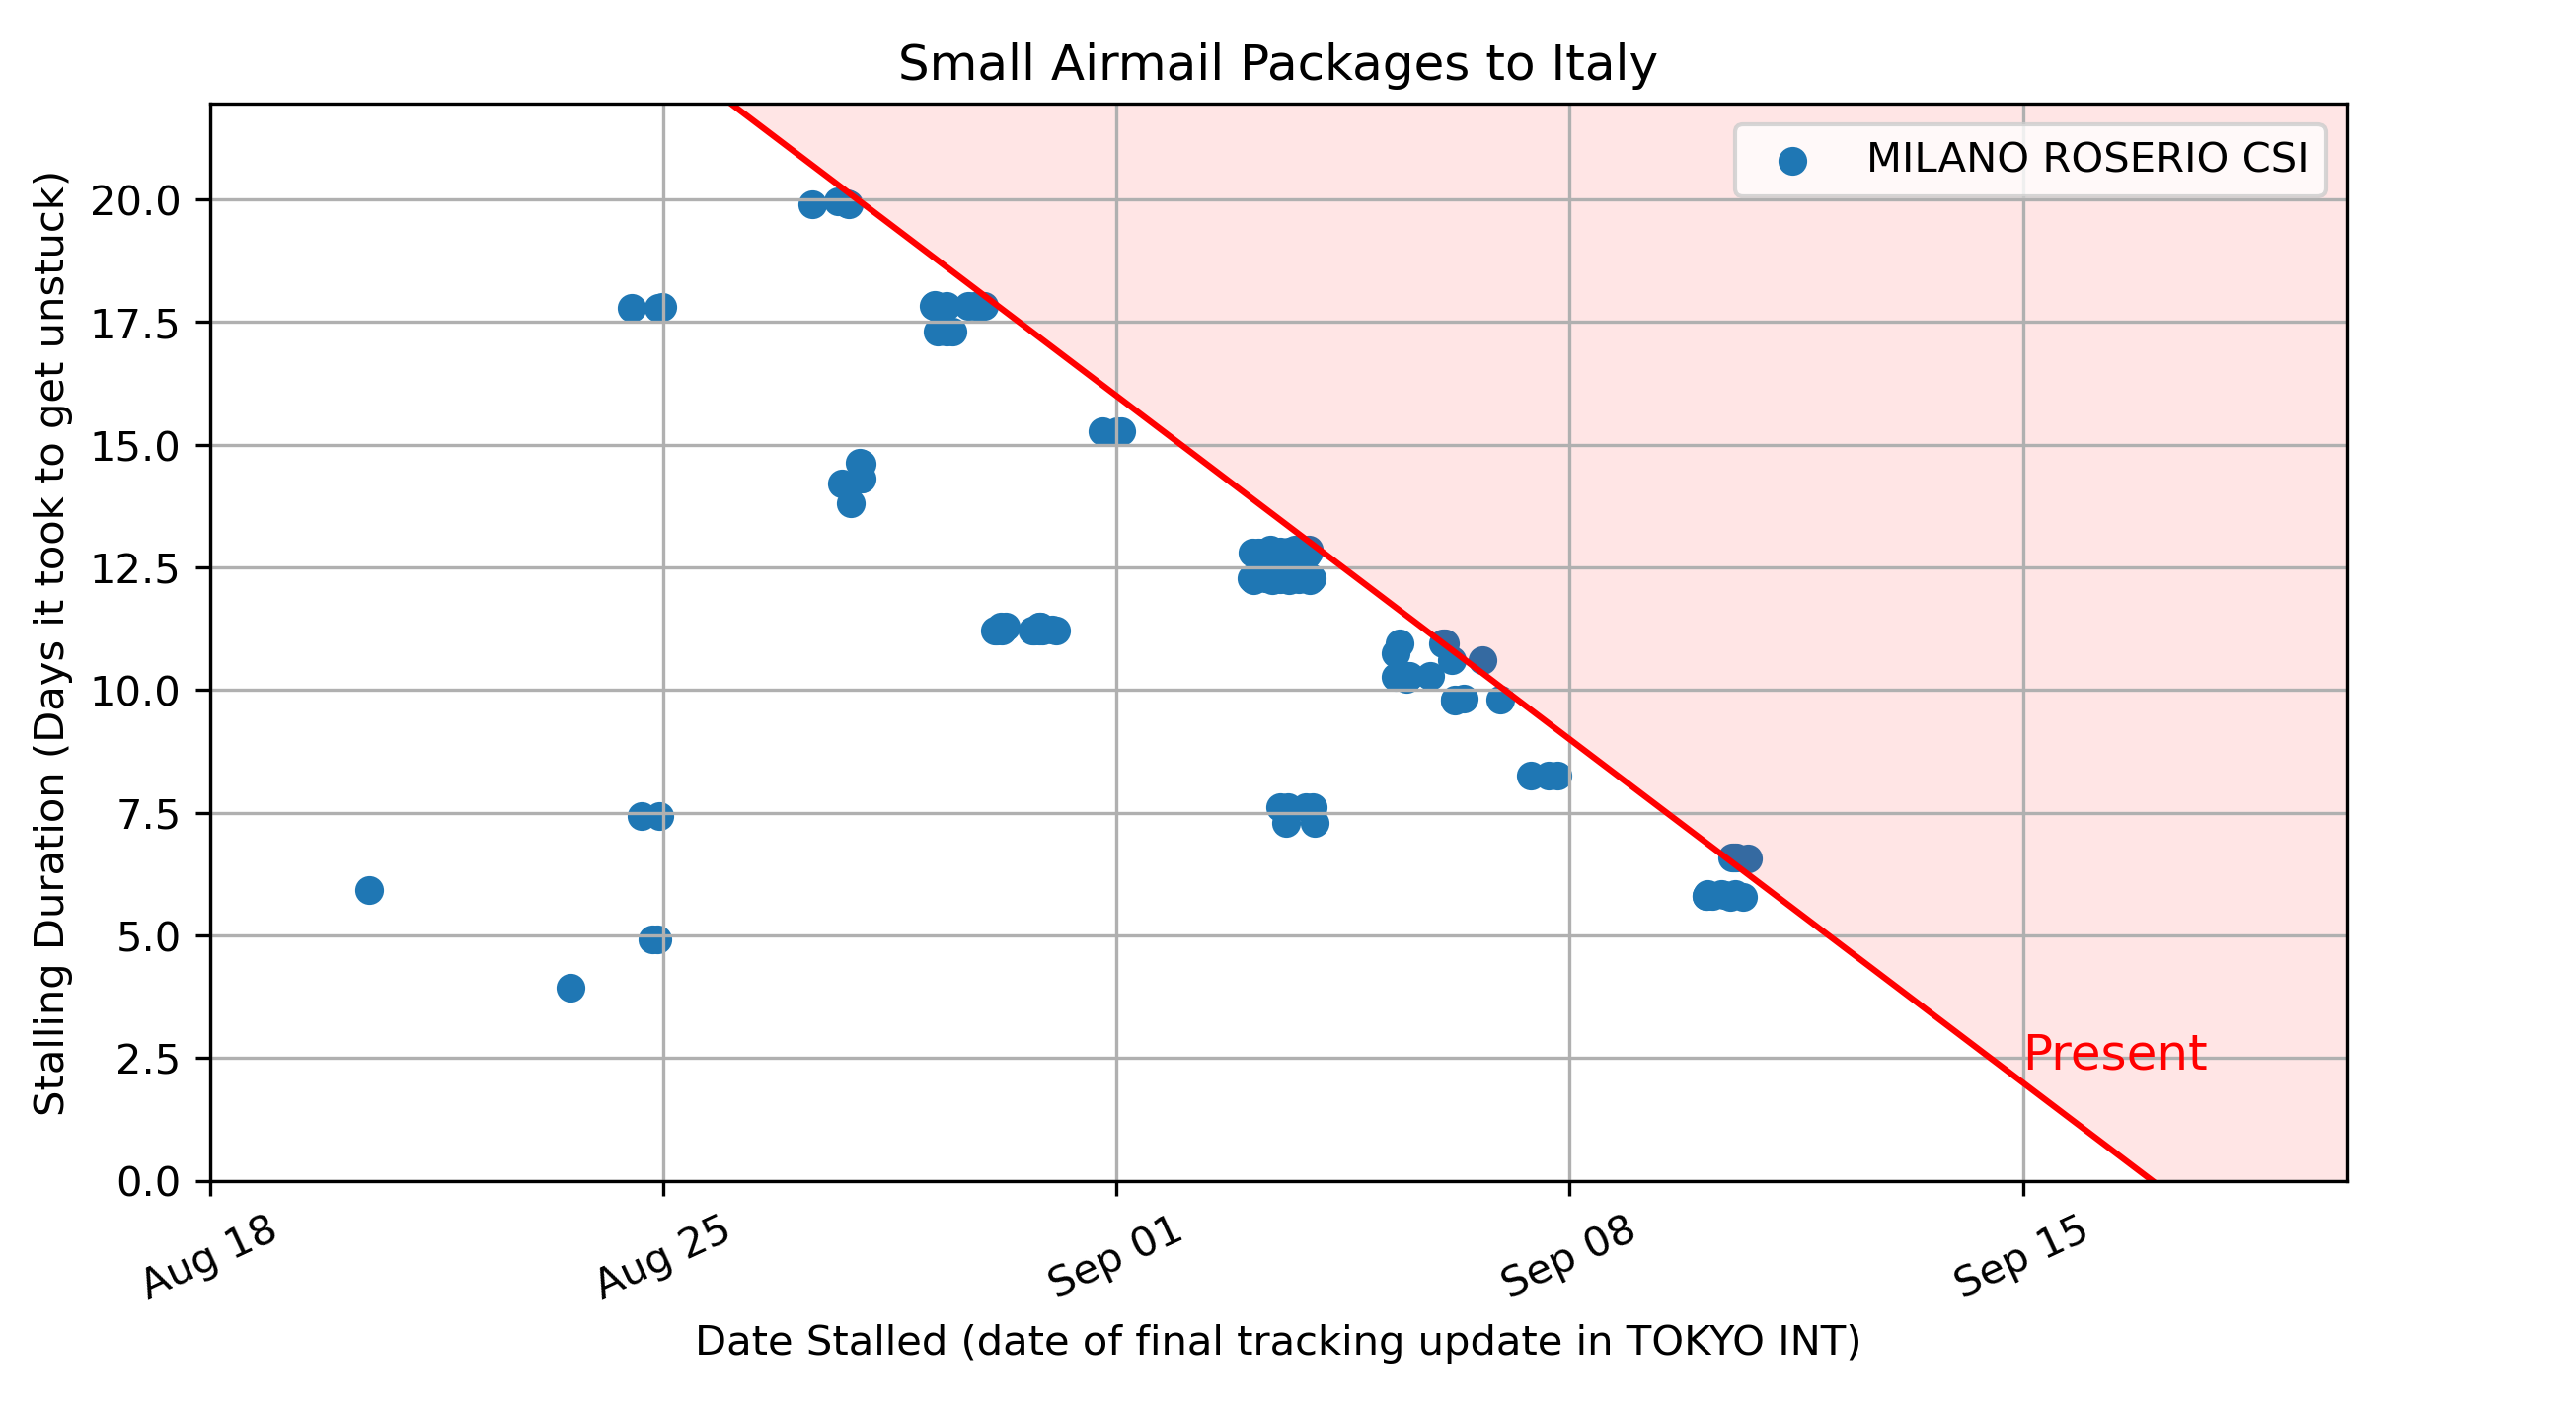 Small Airmail Packages to Italy
MILANO ROSERIO CSI
Stalling Duration (Days it took to get unstuck)
20.0
17.5
15.0
12.5
10.0
7.5
5.0
2.5
0.0
Present
Aug 18
Aug 25
Sep 01
Sep 08
Sep 15
Date Stalled (date of final tracking update in TOKYO INT)